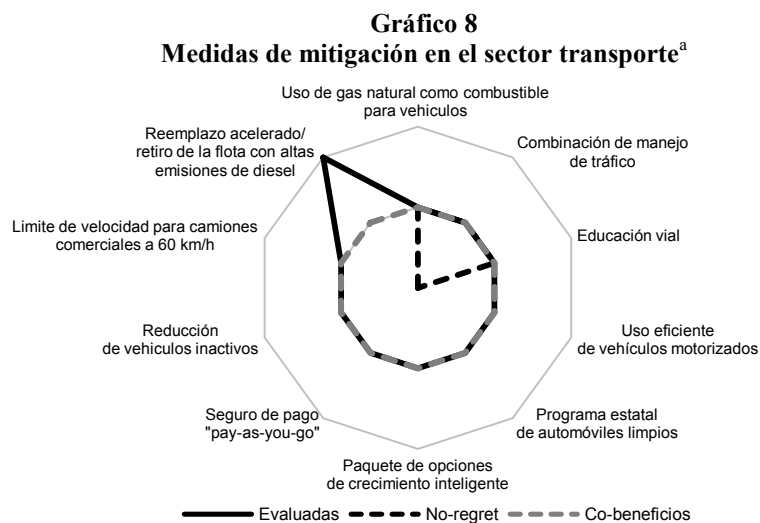 Gráfico 8
Medidas de mitigación en el sector transporteª
Uso de gas natural como combustible
para vehiculos
Reemplazo acelerado/
retiro de la flota con altas
emisiones de diesel
Combinación de manejo
de tráfico
Limite de velocidad para camiones
comerciales a 60 km/h
Educación vial
Reducción
de vehiculos inactivos
Uso eficiente
de vehículos motorizados
Seguro de pago
"pay-as-you-go"
Programa estatal
de automóviles limpios
Paquete de opciones
de crecimiento inteligente
Evaluadas No-regret Co-beneficios